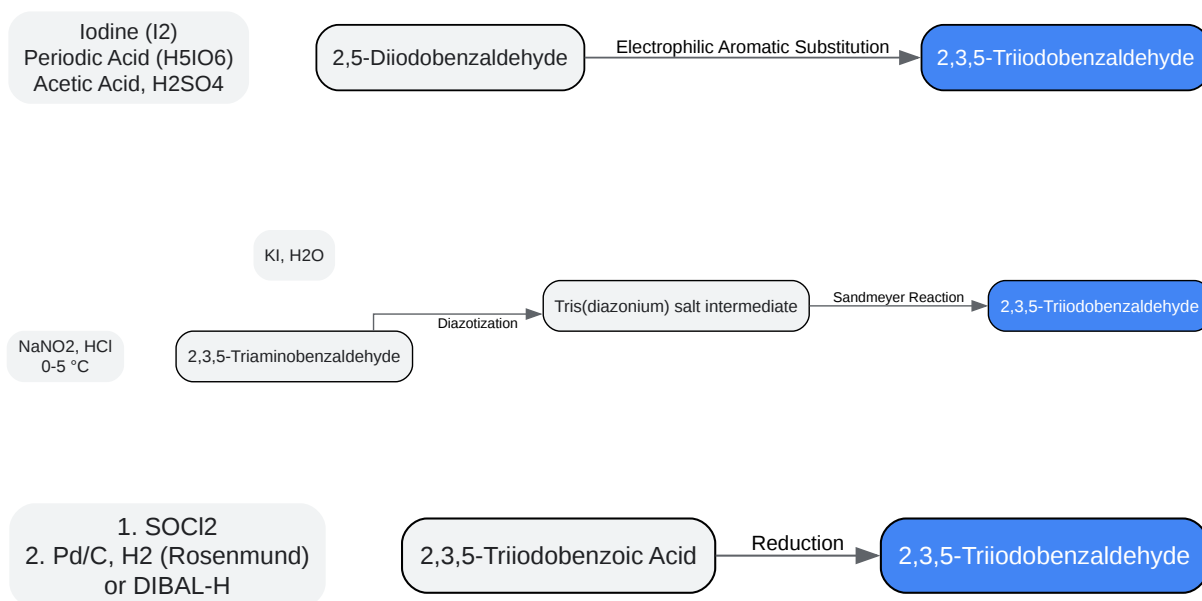 Iodine (I2)
Periodic Acid (H5IO6)
Acetic Acid, H2SO4
2,5-Diiodobenzaldehyde
Electrophilic Aromatic Substitution
2,3,5-Triiodobenzaldehyde
KI, H2O
NaNO2, HCl
0-5 °C
2,3,5-Triaminobenzaldehyde
Diazotization
Tris(diazonium) salt intermediate
Sandmeyer Reaction
2,3,5-Triiodobenzaldehyde
1. SOCl2
2. Pd/C, H2 (Rosenmund)
or DIBAL-H
2,3,5-Triiodobenzoic Acid
Reduction
2,3,5-Triiodobenzaldehyde